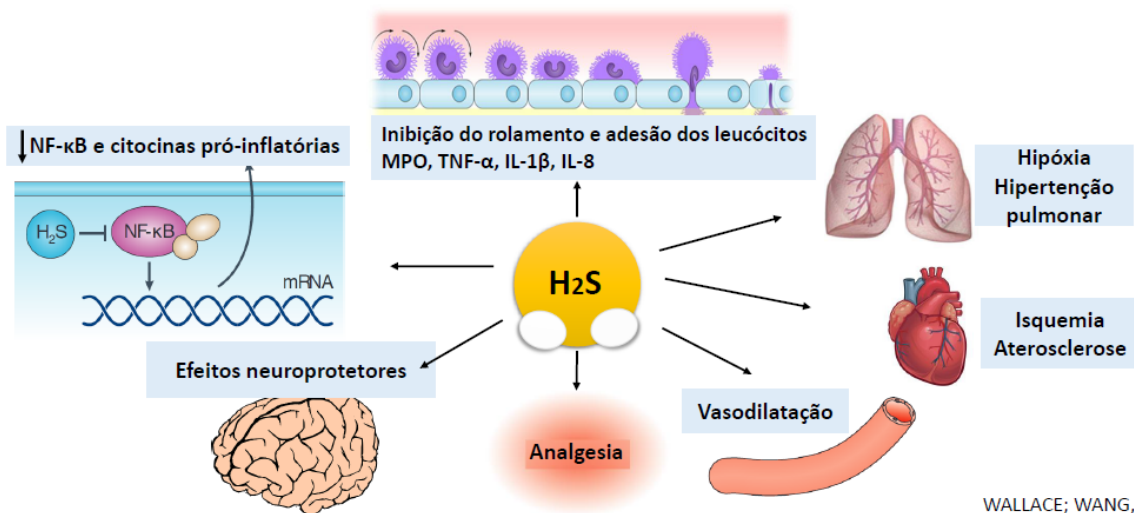 Inibição do rolamento e adesão dos leucócitos
MPO, TNF-α, IL-1β, IL-8
↓NF-κB e citocinas pró-inflatórias
H₂S
NF-κB
mRNA
Hipóxia
Hipertenção
pulmonar
H2S
Isquemia
Aterosclerose
Efeitos neuroprotetores
Vasodilatação
Analgesia
WALLACE; WANG,